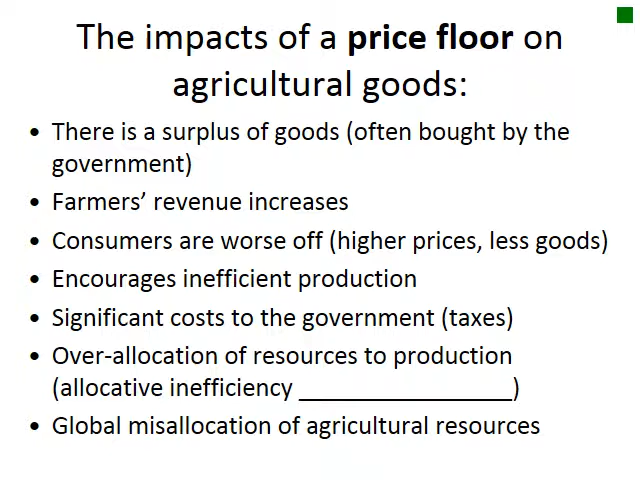 The impacts of a price floor on
agricultural goods:
• There is a surplus of goods (often bought by the
government)
• Farmers’ revenue increases
• Consumers are worse off (higher prices, less goods)
• Encourages inefficient production
• Significant costs to the government (taxes)
• Over-allocation of resources to production
(allocative inefficiency ________________)
• Global misallocation of agricultural resources